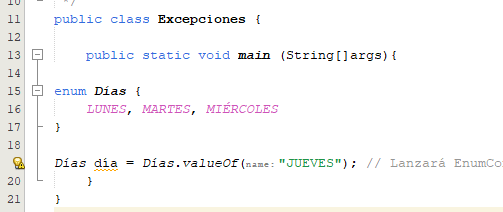 10 */
11 public class Excepciones {
12
13 public static void main (String[]args){
14
15 enum Días {
16 LUNES, MARTES, MIÉRCOLES
17 }
18
Días día = Días.valueOf(name: "JUEVES"); // Lanzará EnumCo
20 }
21 }